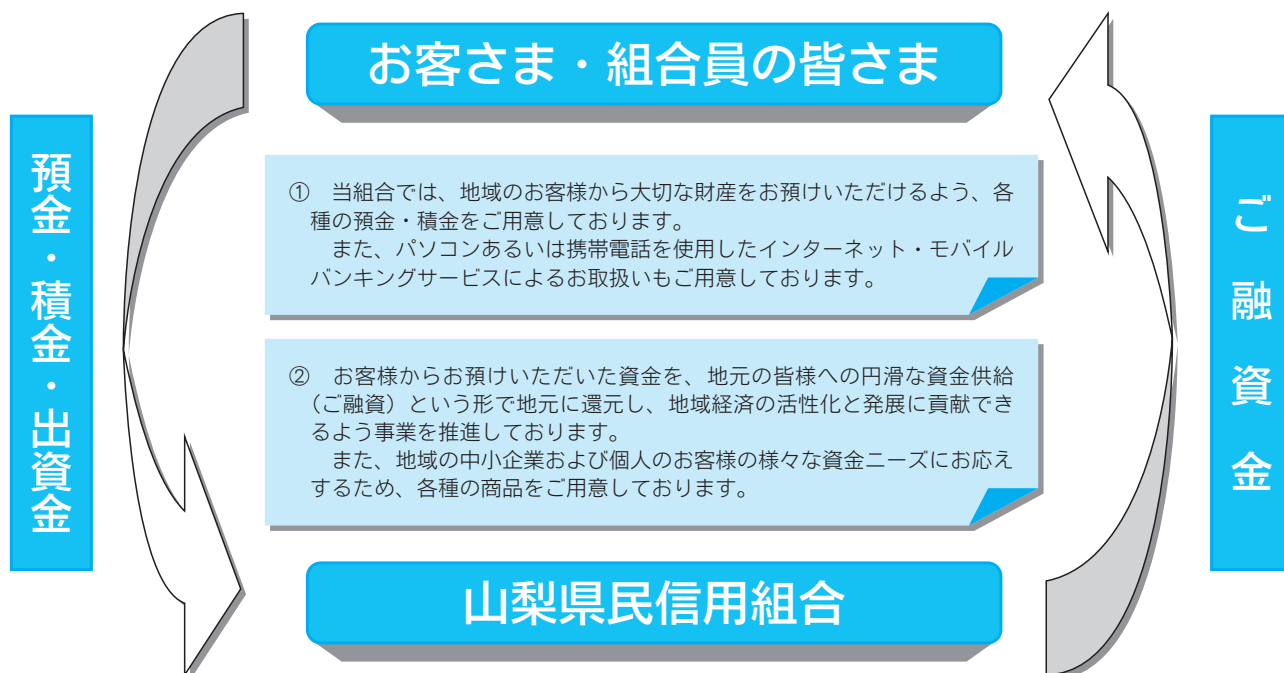 お客さま・組合員の皆さま
預金・積金・出資金
① 当組合では、地域のお客様から大切な財産をお預けいただけるよう、各
種の預金・積金をご用意しております。
また、パソコンあるいは携帯電話を使用したインターネット・モバイル
バンキングサービスによるお取扱いもご用意しております。
② お客様からお預けいただいた資金を、地元の皆様への円滑な資金供給
(ご融資)という形で地元に還元し、地域経済の活性化と発展に貢献でき
るよう事業を推進しております。
また、地域の中小企業および個人のお客様の様々な資金ニーズにお応え
するため、各種の商品をご用意しております。
ご融資金
山梨県民信用組合